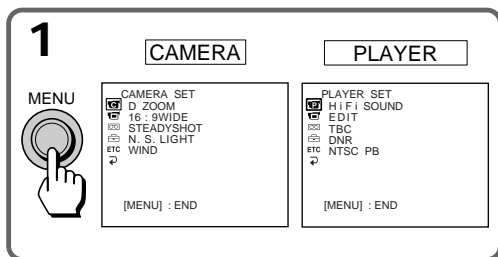 1
CAMERA
PLAYER
MENU
CAMERA SET
D ZOOM
16 : 9WIDE
STEADYSHOT
N. S. LIGHT
ETC WIND
[MENU] : END
PLAYER SET
HiFi SOUND
EDIT
TBC
DNR
ETC NTSC PB
[MENU] : END